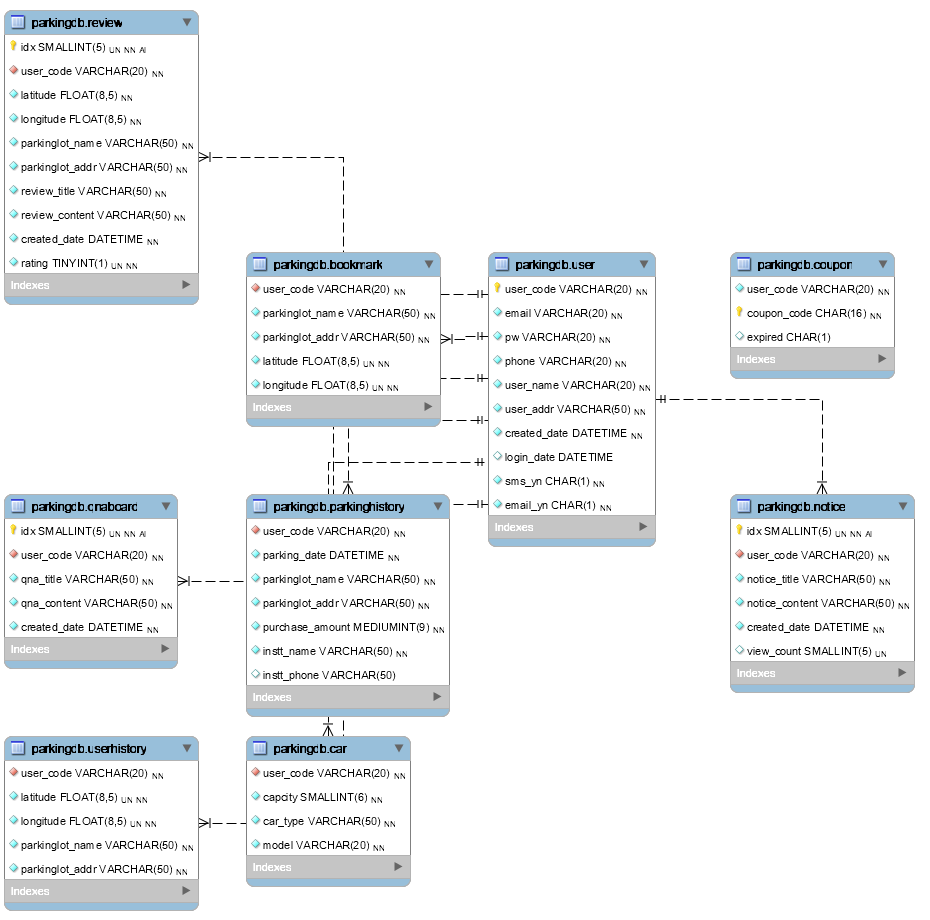 parkingdb.review
idx SMALLINT(5) UN NN AI
user_code VARCHAR(20) NN
latitude FLOAT(8,5) NN
longitude FLOAT(8,5) NN
parkinglot_name VARCHAR(50) NN
parkinglot_addr VARCHAR(50) NN
review_title VARCHAR(50) NN
review_content VARCHAR(50) NN
created_date DATETIME NN
rating TINYINT(1) UN NN
Indexes
parkingdb.bookmark
user_code VARCHAR(20) NN
parkinglot_name VARCHAR(50) NN
parkinglot_addr VARCHAR(50) NN
latitude FLOAT(8,5) UN NN
longitude FLOAT(8,5) UN NN
Indexes
parkingdb.user
user_code VARCHAR(20) NN
email VARCHAR(20) NN
pw VARCHAR(20) NN
phone VARCHAR(20) NN
user_name VARCHAR(20) NN
user_addr VARCHAR(50) NN
created_date DATETIME NN
login_date DATETIME
sms_yn CHAR(1) NN
email_yn CHAR(1) NN
Indexes
parkingdb.coupon
user_code VARCHAR(20) NN
coupon_code CHAR(16) NN
expired CHAR(1)
Indexes
parkingdb.qnaboard
idx SMALLINT(5) UN NN AI
user_code VARCHAR(20) NN
qna_title VARCHAR(50) NN
qna_content VARCHAR(50) NN
created_date DATETIME NN
Indexes
parkingdb.parkinghistory
user_code VARCHAR(20) NN
parking_date DATETIME NN
parkinglot_name VARCHAR(50) NN
parkinglot_addr VARCHAR(50) NN
purchase_amount MEDIUMINT(9) NN
instt_name VARCHAR(50) NN
instt_phone VARCHAR(50)
Indexes
parkingdb.notice
idx SMALLINT(5) UN NN AI
user_code VARCHAR(20) NN
notice_title VARCHAR(50) NN
notice_content VARCHAR(50) NN
created_date DATETIME NN
view_count SMALLINT(5) UN
Indexes
parkingdb.userhistory
user_code VARCHAR(20) NN
latitude FLOAT(8,5) UN NN
longitude FLOAT(8,5) UN NN
parkinglot_name VARCHAR(50) NN
parkinglot_addr VARCHAR(50) NN
Indexes
parkingdb.car
user_code VARCHAR(20) NN
capcity SMALLINT(6) NN
car_type VARCHAR(50) NN
model VARCHAR(20) NN
Indexes